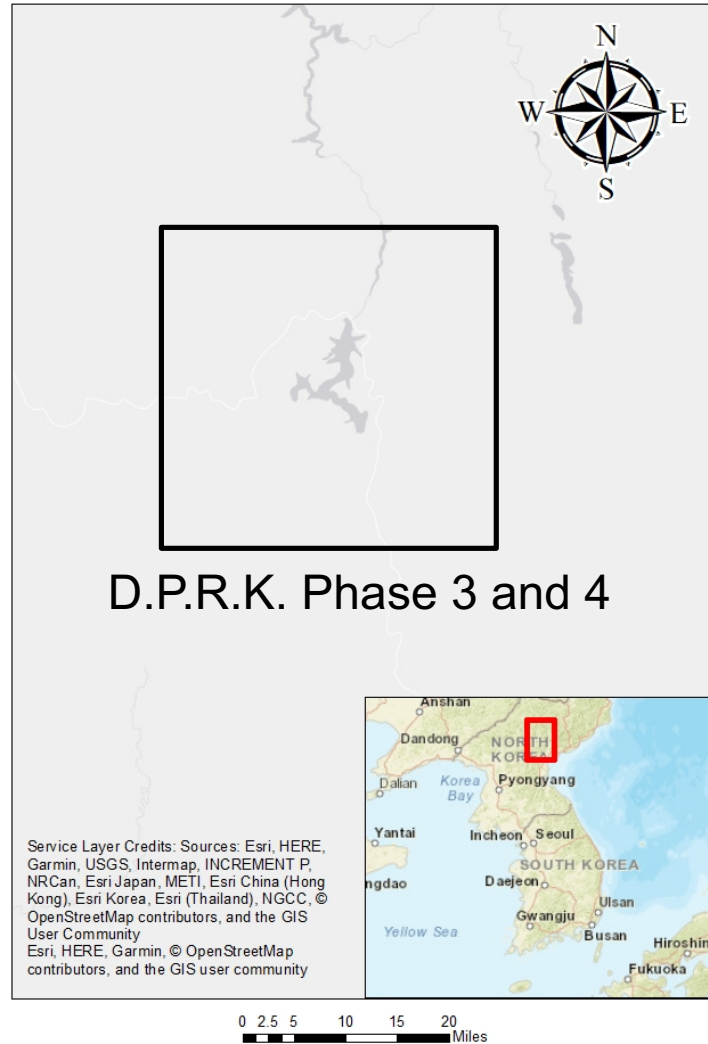 N
W E
S
D.P.R.K. Phase 3 and 4
Anshan
Dandong
NORTH
KOREA
Dalian
Korea
Bay
Pyongyang
Yantai
Incheon Seoul
SOUTH KOREA
ngdao
Daejeon
Ulsan
Gwangju
Busan
Yellow Sea
Hiroshin
Fukuoka
Service Layer Credits: Sources: Esri, HERE,
Garmin, USGS, Intermap, INCREMENT P,
NRCan, Esri Japan, METI, Esri China (Hong
Kong), Esri Korea, Esri (Thailand), NGCC, ©
OpenStreetMap contributors, and the GIS
User Community
Esri, HERE, Garmin, © OpenStreetMap
contributors, and the GIS user community
0 2.5 5 10 15 20
Miles